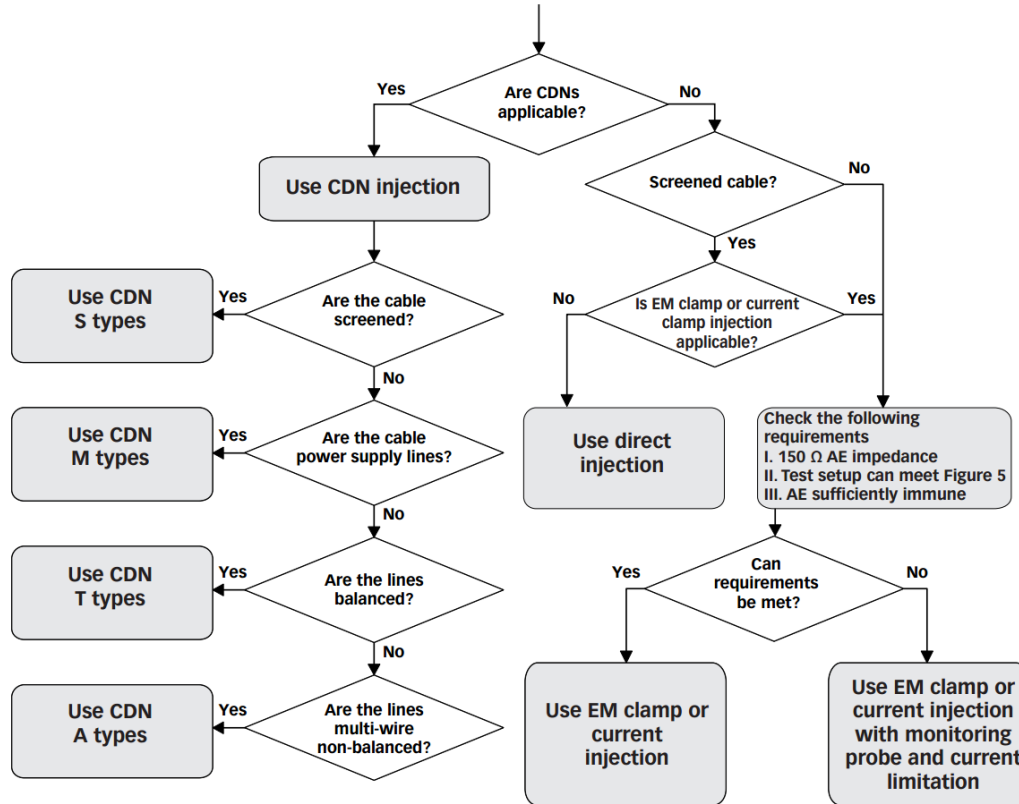 Are CDNs
applicable?
Yes
No
Use CDN injection
Screened cable?
No
Yes
Are the cable
screened?
Yes
Use CDN
S types
No
Is EM clamp or current
clamp injection
applicable?
No
Yes
Are the cable
power supply lines?
Yes
Use CDN
M types
No
Use direct
injection
Check the following
requirements
I. 150 Ω AE impedance
II. Test setup can meet Figure 5
III. AE sufficiently immune
Are the lines
balanced?
Yes
Use CDN
T types
No
Can
requirements
be met?
Yes
No
Are the lines
multi-wire
non-balanced?
Yes
Use CDN
A types
Use EM clamp or
current
injection
Use EM clamp or
current injection
with monitoring
probe and current
limitation